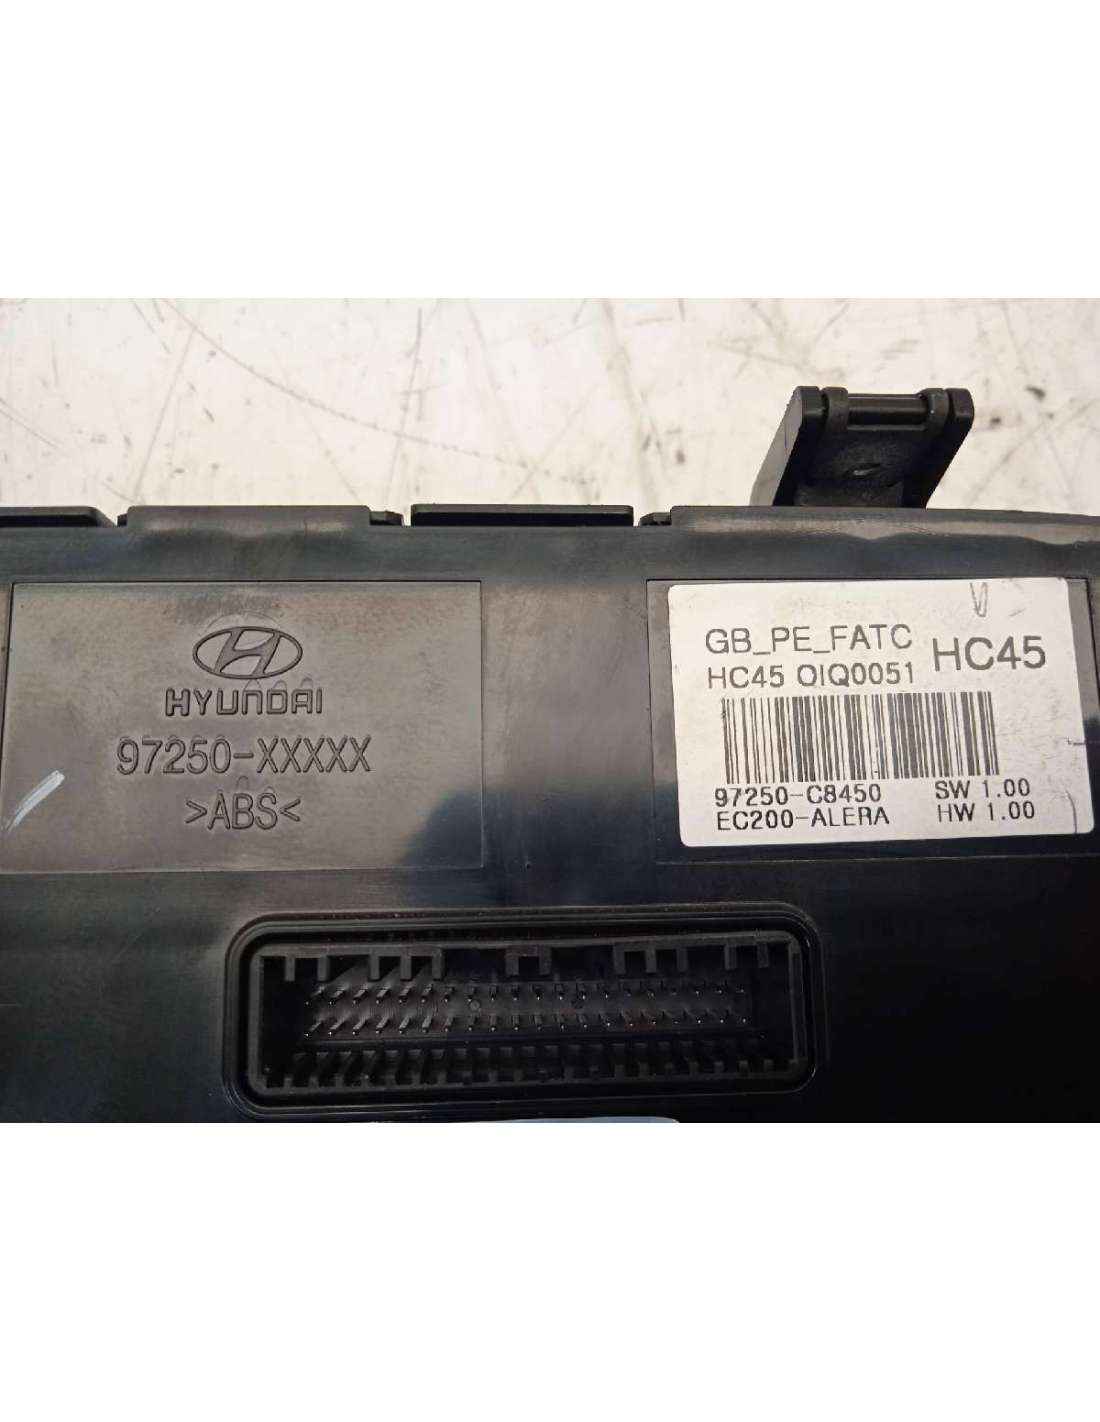 HYUNDAI
97250-XXXXX
>ABS<
GB_PE_FATC
HC45
HC45 OIQ0051
97250-C8450 SW 1.00
EC200-ALERA HW 1.00